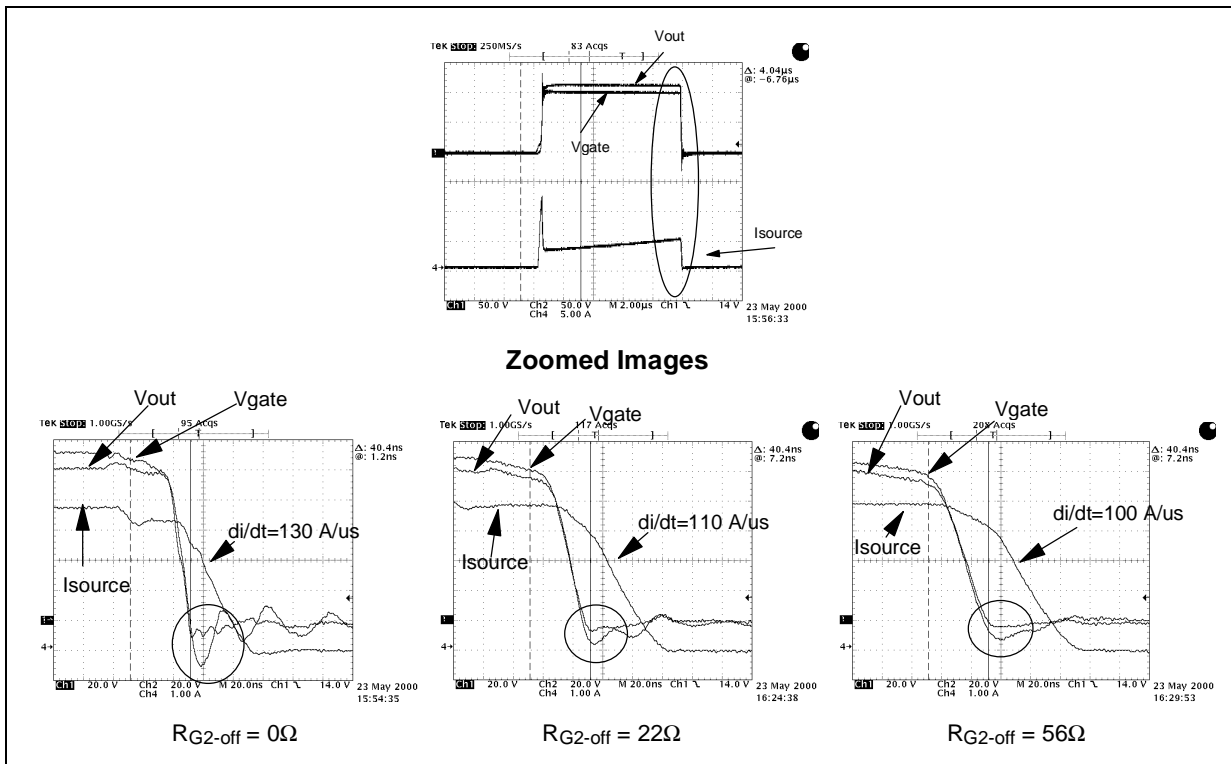 Vout
Tek Stop: 250MS/s 83 Acqs
Δ: 4.04µs
@: −6.76µs
Vgate
Isource
4→
Ch1 50.0 V Ch2 50.0 V M 2.00µs Ch1 14 V
Ch4 5.00 A
23 May 2000
15:56:33
Zoomed Images
Vout
Vgate
Tek Stop: 1.00GS/s 95 Acqs
Δ: 40.4ns
@: 1.2ns
di/dt=130 A/us
Isource
4→
Ch1 20.0 V Ch2 20.0 V M 20.0ns Ch1 14.0 V
Ch4 1.00 A
23 May 2000
15:54:35
RG2-off = 0Ω
Vout
Vgate
Tek Stop: 1.00GS/s 117 Acqs
Δ: 40.4ns
@: 7.2ns
di/dt=110 A/us
Isource
4→
Ch1 20.0 V Ch2 20.0 V M 20.0ns Ch1 14.0 V
Ch4 1.00 A
23 May 2000
16:24:38
RG2-off = 22Ω
Vout
Vgate
Tek Stop: 1.00GS/s 208 Acqs
Δ: 40.4ns
@: 7.2ns
di/dt=100 A/us
Isource
4→
Ch1 20.0 V Ch2 20.0 V M 20.0ns Ch1 14.0 V
Ch4 1.00 A
23 May 2000
16:29:53
RG2-off = 56Ω